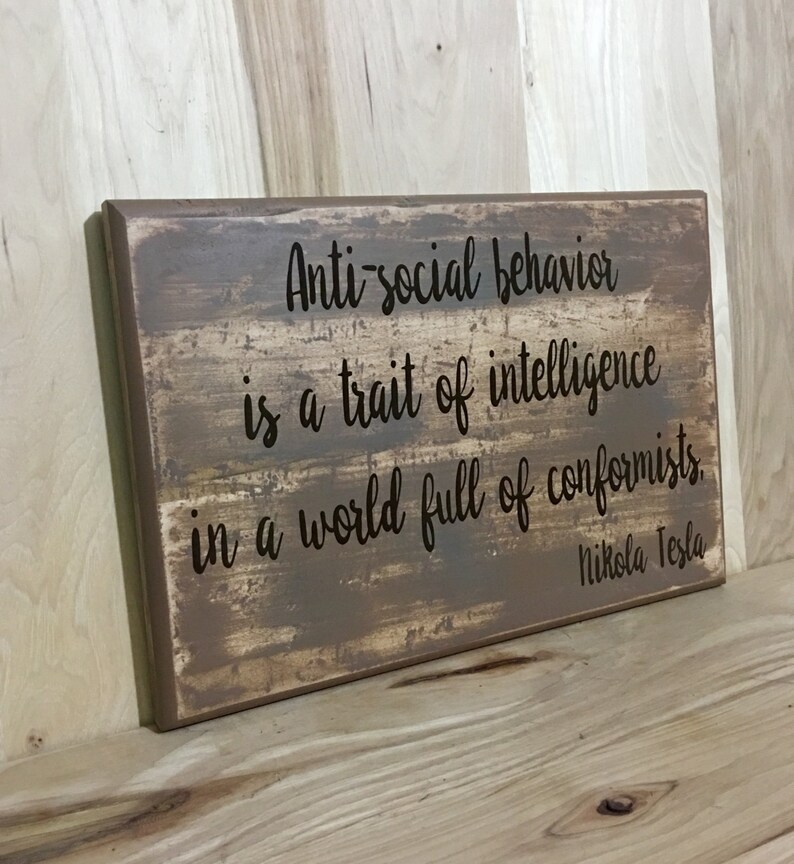 Anti-social behavior
is a trait of intelligence
in a world full of conformists.
Nikola Tesla